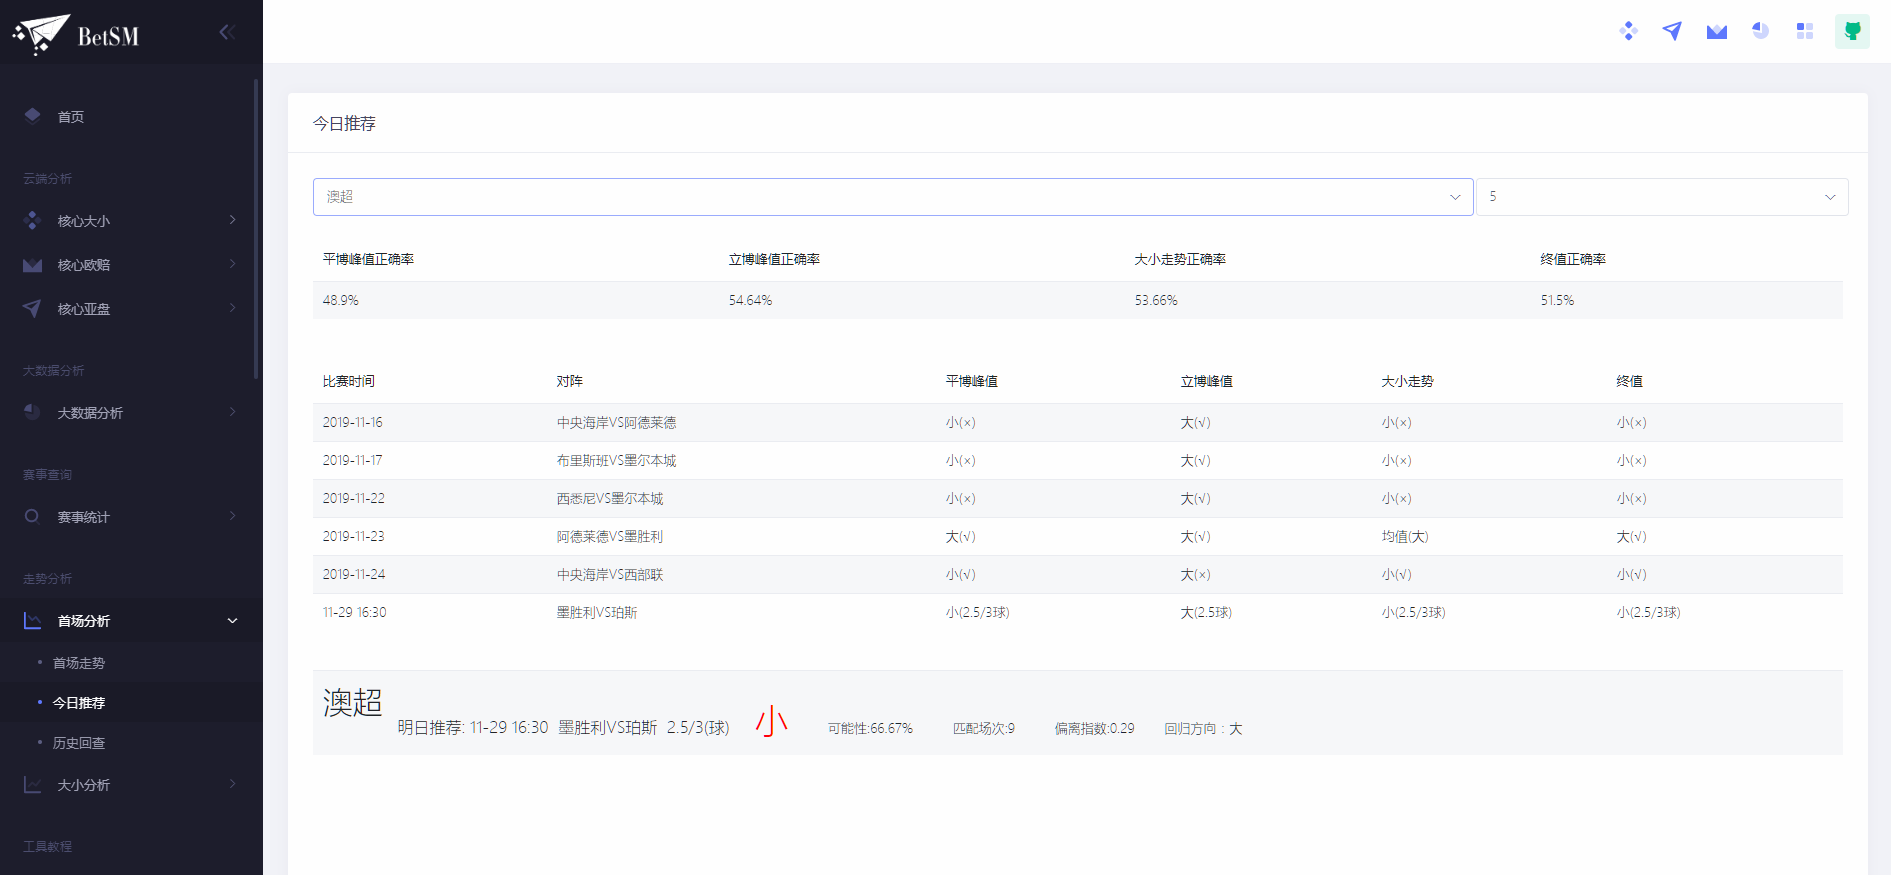 BetSM
首页
云端分析
核心大小
核心欧赔
核心亚盘
大数据分析
大数据分析
赛事查询
赛事统计
走势分析
首场分析
首场走势
今日推荐
历史回查
大小分析
工具教程
今日推荐
澳超 5
平博峰值正确率 立博峰值正确率 大小走势正确率 终值正确率
48.9% 54.64% 53.66% 51.5%
比赛时间 对阵 平博峰值 立博峰值 大小走势 终值
2019-11-16 中央海岸VS阿德莱德 小(×) 大(√) 小(×) 小(×)
2019-11-17 布里斯班VS墨尔本城 小(×) 大(√) 小(×) 小(×)
2019-11-22 西悉尼VS墨尔本城 小(×) 大(√) 小(×) 小(×)
2019-11-23 阿德莱德VS墨胜利 大(√) 大(√) 均值(大) 大(√)
2019-11-24 中央海岸VS西部联 小(√) 大(×) 小(√) 小(√)
11-29 16:30 墨胜利VS珀斯 小(2.5/3球) 大(2.5球) 小(2.5/3球) 小(2.5/3球)
澳超 明日推荐: 11-29 16:30 墨胜利VS珀斯 2.5/3(球) 小 可能性:66.67% 匹配场次:9 偏离指数:0.29 回归方向：大